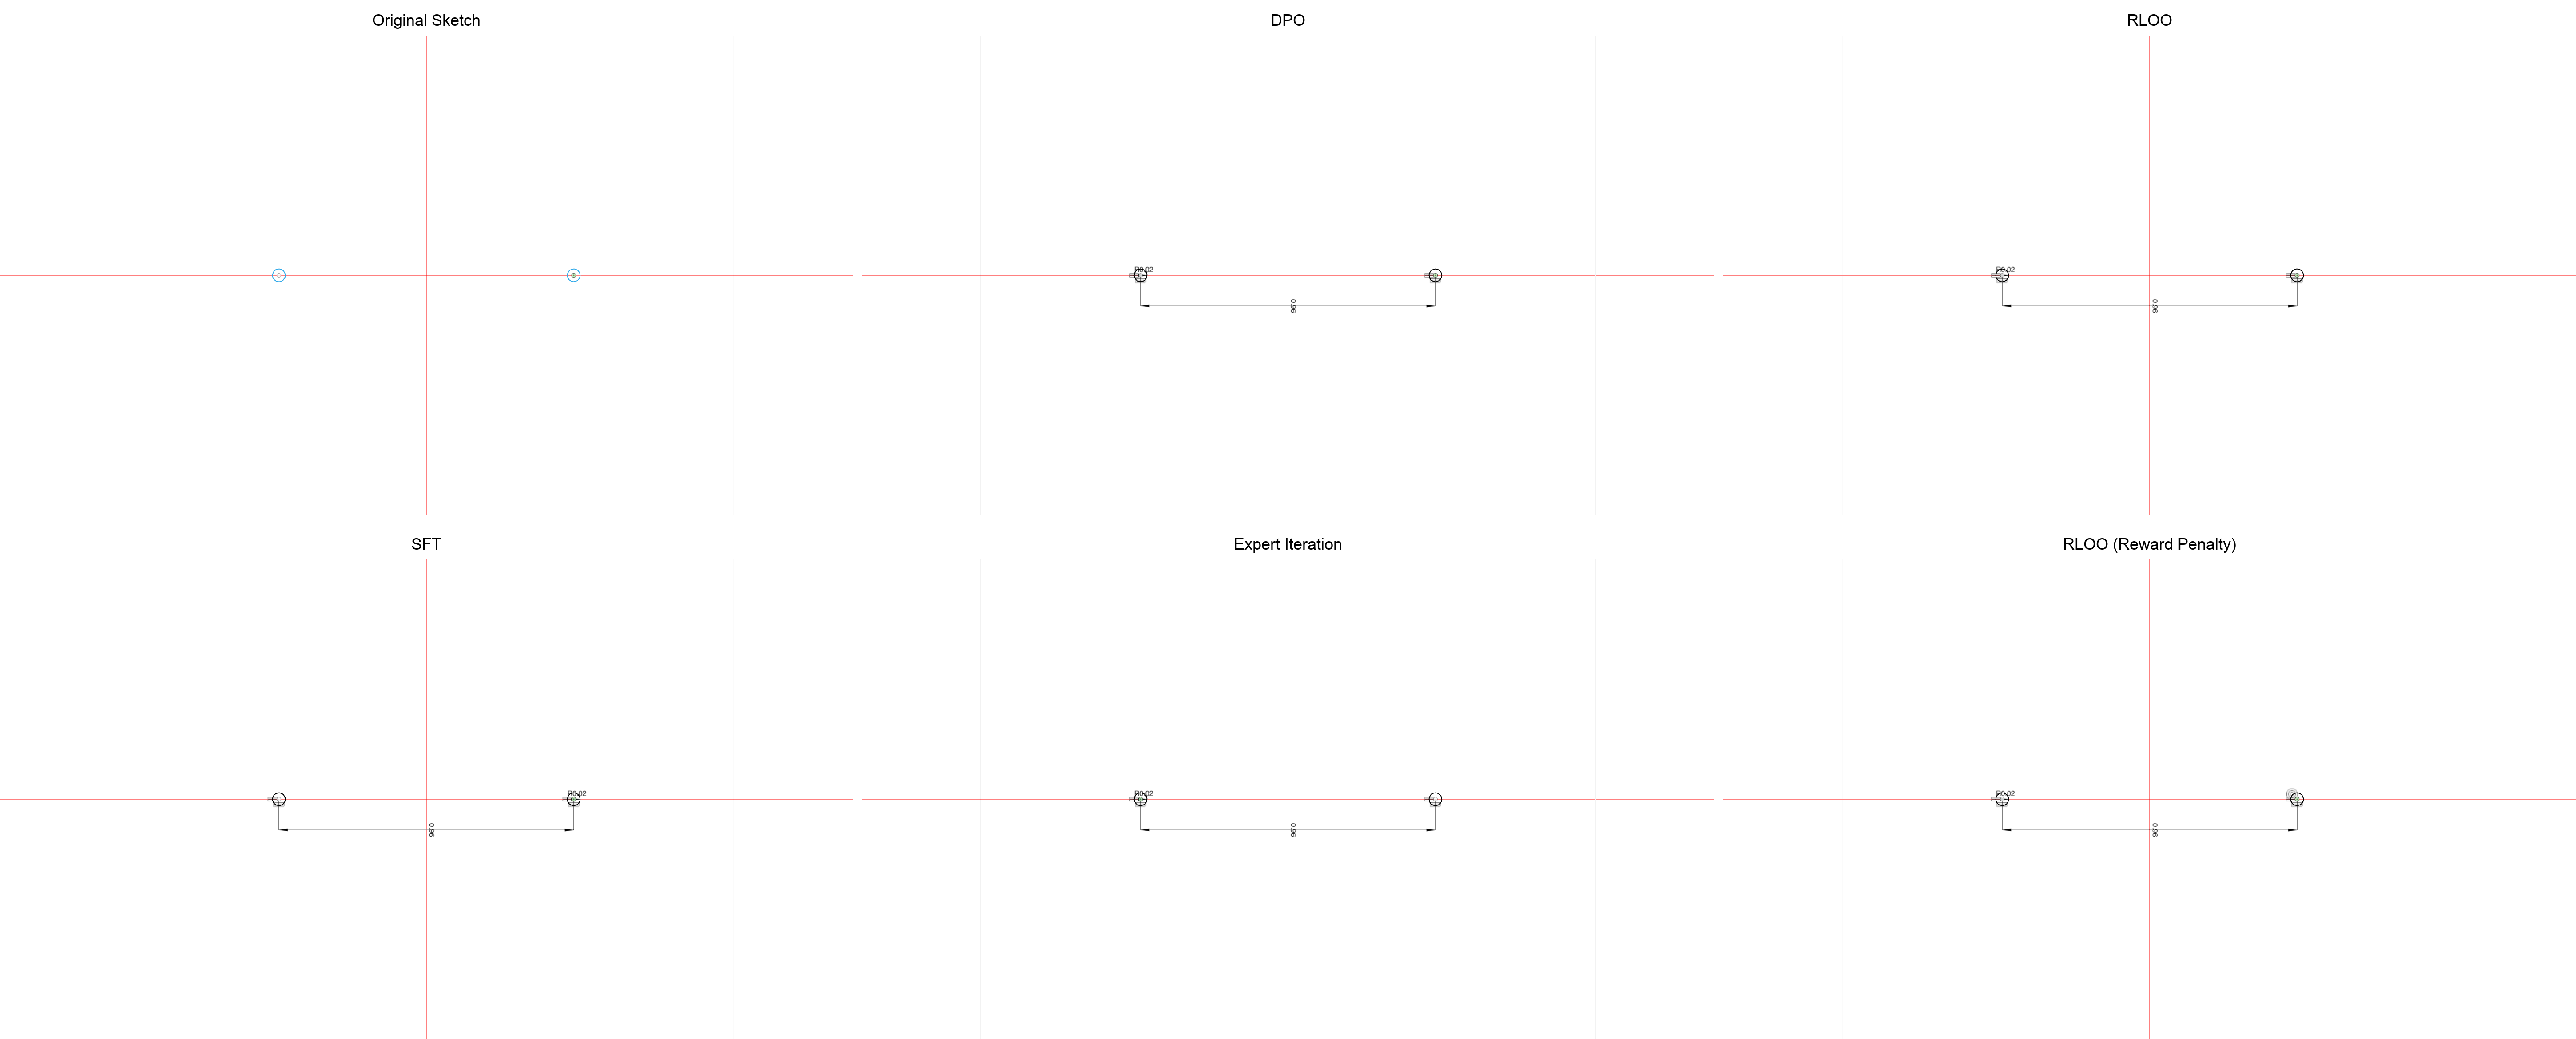 Original Sketch
DPO
RLOO
R0.02
0.96
R0.02
0.96
SFT
Expert Iteration
RLOO (Reward Penalty)
R0.02
0.96
R0.02
0.96
R0.02
0.96